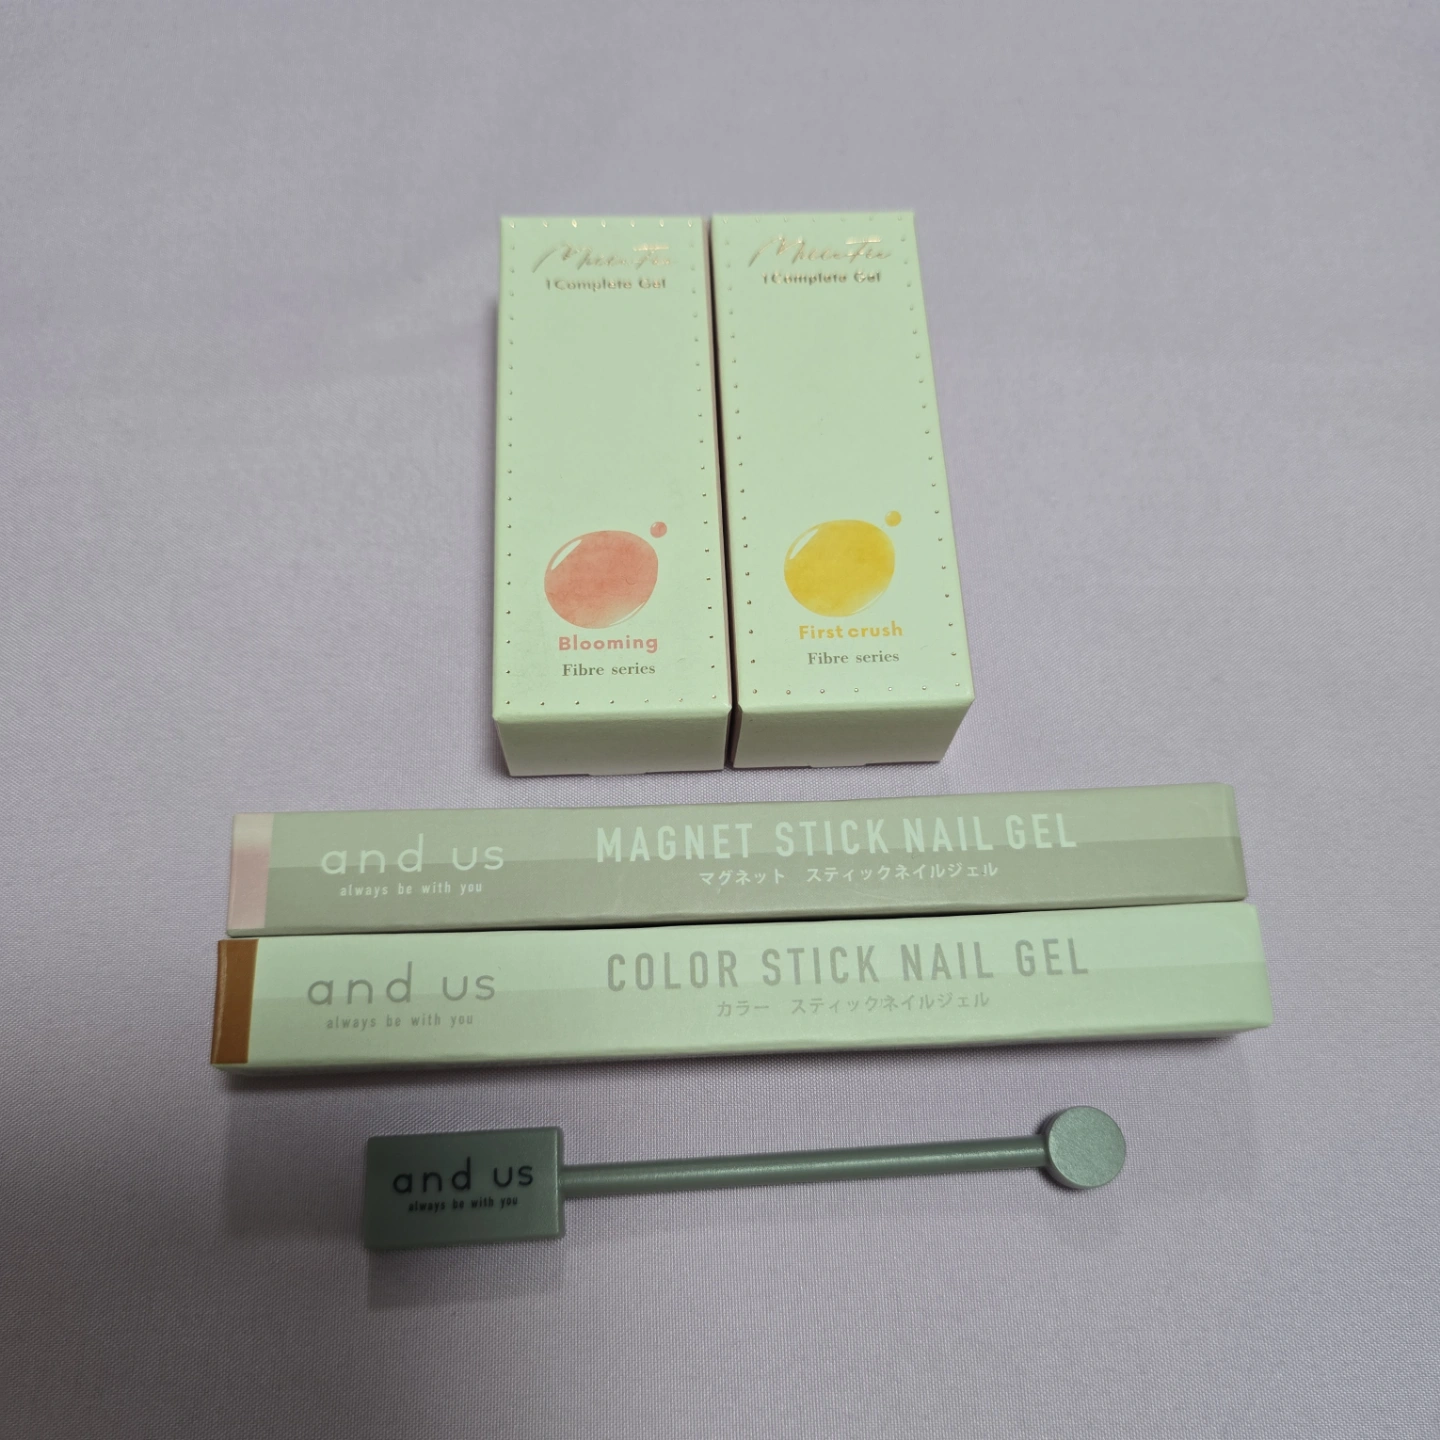 MilleFée
1Complete Gel
Blooming
Fibre series
MilleFée
1Complete Gel
First crush
Fibre series
and us
always be with you
MAGNET STICK NAIL GEL
マグネット スティックネイルジェル
and us
always be with you
COLOR STICK NAIL GEL
カラー スティックネイルジェル
and us
always be with you